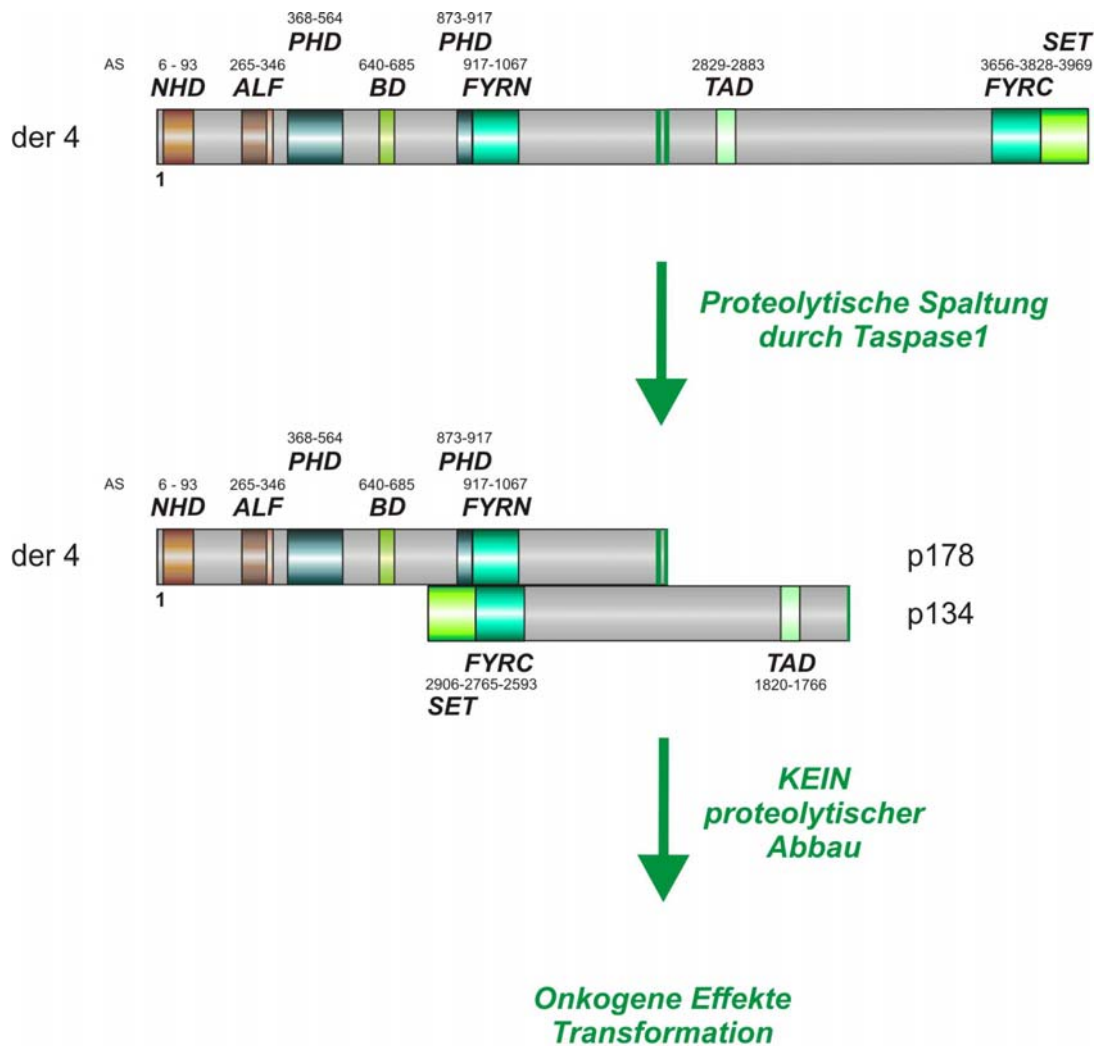 368-564 873-917
PHD PHD SET
AS 6 - 93 265-346 640-685 917-1067 2829-2883 3656-3828-3969
NHD ALF BD FYRN TAD FYRC
der 4
1
Proteolytische Spaltung
durch Taspase1
368-564 873-917
PHD PHD
AS 6 - 93 265-346 640-685 917-1067
NHD ALF BD FYRN
der 4 p178
1 p134
FYRC TAD
2906-2765-2593 1820-1766
SET
KEIN
proteolytischer
Abbau
Onkogene Effekte
Transformation